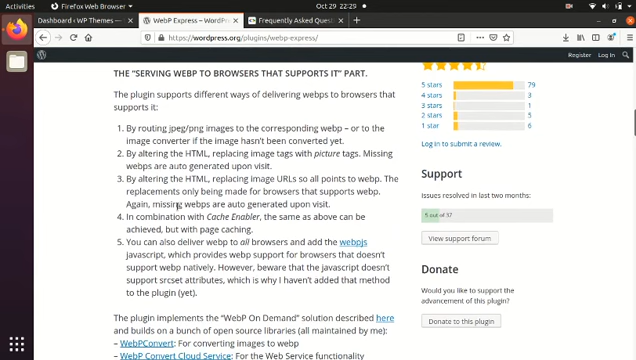 Firefox Web Browser
Aug 25 22:29
Dashboard ‹ WP Themes —
WebP Express – WordPr
Frequently Asked Ques
https://wordpress.org/plugins/webp-express/
Register
Log In
THE “SERVING WEBP TO BROWSERS THAT SUPPORTS IT” PART.
The plugin supports different ways of delivering webps to browsers that
supports it:
1. By routing jpeg/png images to the corresponding webp – or to the
image converter if the image hasn’t been converted yet.
2. By altering the HTML, replacing image tags with picture tags. Missing
webps are auto generated upon visit.
3. By altering the HTML, replacing image URLs so all points to webp. The
replacements only being made for browsers that supports webp.
Again, missing webps are auto generated upon visit.
4. In combination with Cache Enabler, the same as above can be
achieved, but with page caching.
5. You can also deliver webp to all browsers and add the webpjs
javascript, which provides webp support for browsers that doesn’t
support webp natively. However, beware that the javascript doesn’t
support srcset attributes, which is why I haven’t added that method
to the plugin (yet).
The plugin implements the “WebP On Demand” solution described here
and builds on a bunch of open source libraries (all maintained by me):
– WebPConvert: For converting images to webp
– WebP Convert Cloud Service: For the Web Service functionality
5 stars 79
4 stars 3
3 stars 1
2 stars 5
1 star 6
Log in to submit a review.
Support
Issues resolved in last two months:
5 out of 37
View support forum
Donate
Would you like to support the
advancement of this plugin?
Donate to this plugin